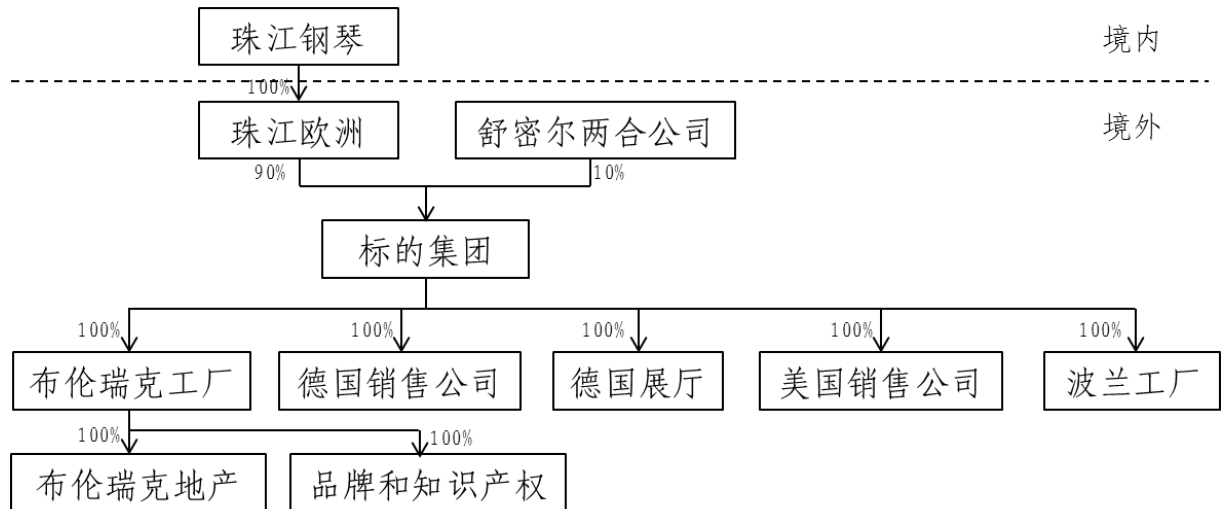 珠江钢琴
境内
100%
珠江欧洲
舒密尔两合公司
境外
90%
10%
标的集团
100%
100%
100%
100%
100%
布伦瑞克工厂
德国销售公司
德国展厅
美国销售公司
波兰工厂
100%
100%
布伦瑞克地产
品牌和知识产权